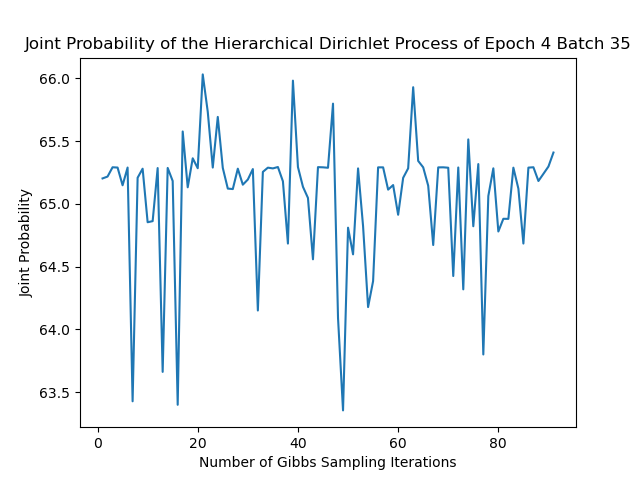 Joint Probability of the Hierarchical Dirichlet Process of Epoch 4 Batch 35
66.0
65.5
65.0
64.5
64.0
63.5
Joint Probability
0 20 40 60 80
Number of Gibbs Sampling Iterations